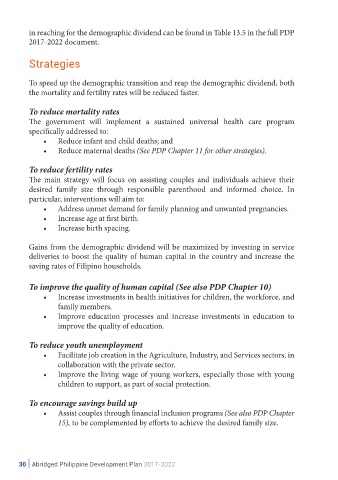 in reaching for the demographic dividend can be found in Table 13.5 in the full PDP
2017-2022 document.
Strategies
To speed up the demographic transition and reap the demographic dividend, both
the mortality and fertility rates will be reduced faster.
To reduce mortality rates
The government will implement a sustained universal health care program
specifically addressed to:
• Reduce infant and child deaths; and
• Reduce maternal deaths (See PDP Chapter 11 for other strategies).
To reduce fertility rates
The main strategy will focus on assisting couples and individuals achieve their
desired family size through responsible parenthood and informed choice. In
particular, interventions will aim to:
• Address unmet demand for family planning and unwanted pregnancies.
• Increase age at first birth.
• Increase birth spacing.
Gains from the demographic dividend will be maximized by investing in service
deliveries to boost the quality of human capital in the country and increase the
saving rates of Filipino households.
To improve the quality of human capital (See also PDP Chapter 10)
• Increase investments in health initiatives for children, the workforce, and
family members.
• Improve education processes and increase investments in education to
improve the quality of education.
To reduce youth unemployment
• Facilitate job creation in the Agriculture, Industry, and Services sectors, in
collaboration with the private sector.
• Improve the living wage of young workers, especially those with young
children to support, as part of social protection.
To encourage savings build up
• Assist couples through financial inclusion programs (See also PDP Chapter
15), to be complemented by efforts to achieve the desired family size.
30 | Abridged Philippine Development Plan 2017-2022